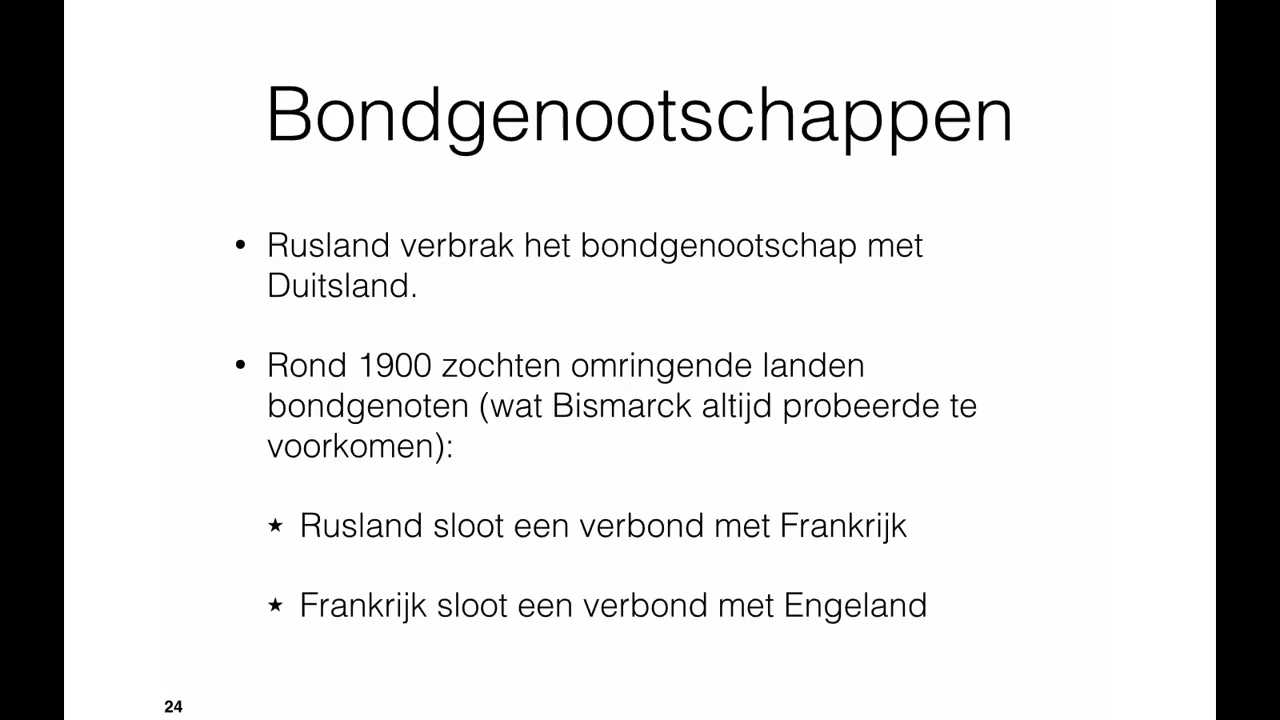 Bondgenootschappen
• Rusland verbrak het bondgenootschap met
Duitsland.
• Rond 1900 zochten omringende landen
bondgenoten (wat Bismarck altijd probeerde te
voorkomen):
★ Rusland sloot een verbond met Frankrijk
★ Frankrijk sloot een verbond met Engeland
24